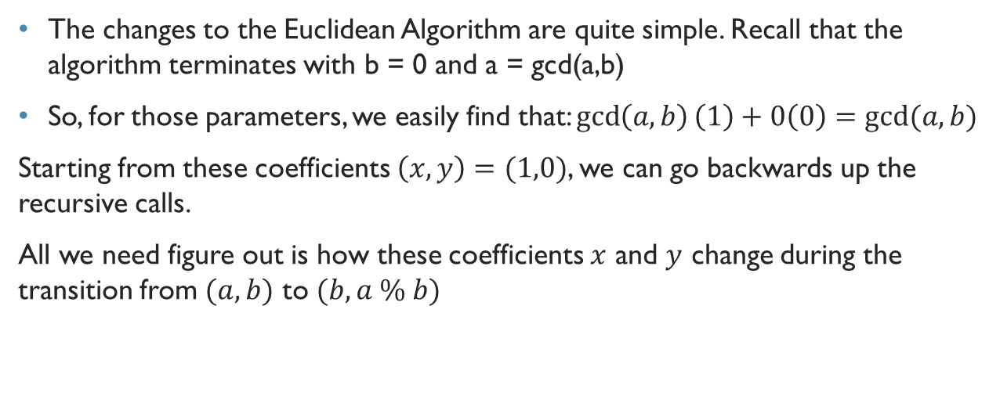 • The changes to the Euclidean Algorithm are quite simple. Recall that the
algorithm terminates with b = 0 and a = gcd(a,b)
• So, for those parameters, we easily find that: gcd(a, b) (1) + 0(0) = gcd(a, b)
Starting from these coefficients (x, y) = (1,0), we can go backwards up the
recursive calls.
All we need figure out is how these coefficients x and y change during the
transition from (a, b) to (b, a % b)